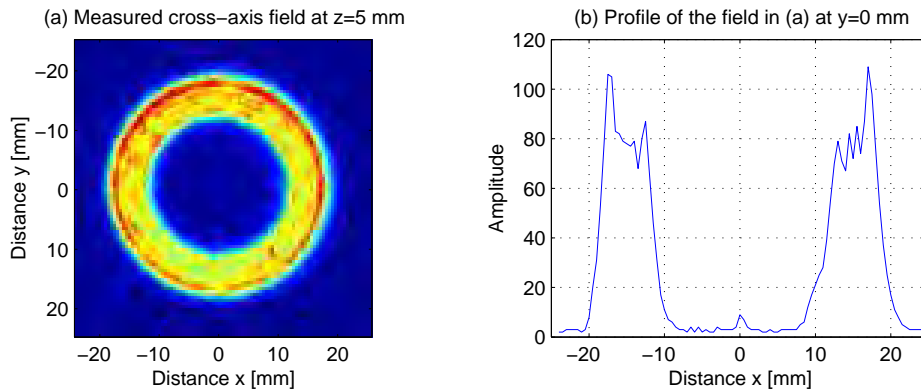 (a) Measured cross−axis field at z=5 mm
−20
−10
0
10
20
Distance y [mm]
−20 −10 0 10 20
Distance x [mm]
(b) Profile of the field in (a) at y=0 mm
120
100
80
60
40
20
0
Amplitude
−20 −10 0 10 20
Distance x [mm]